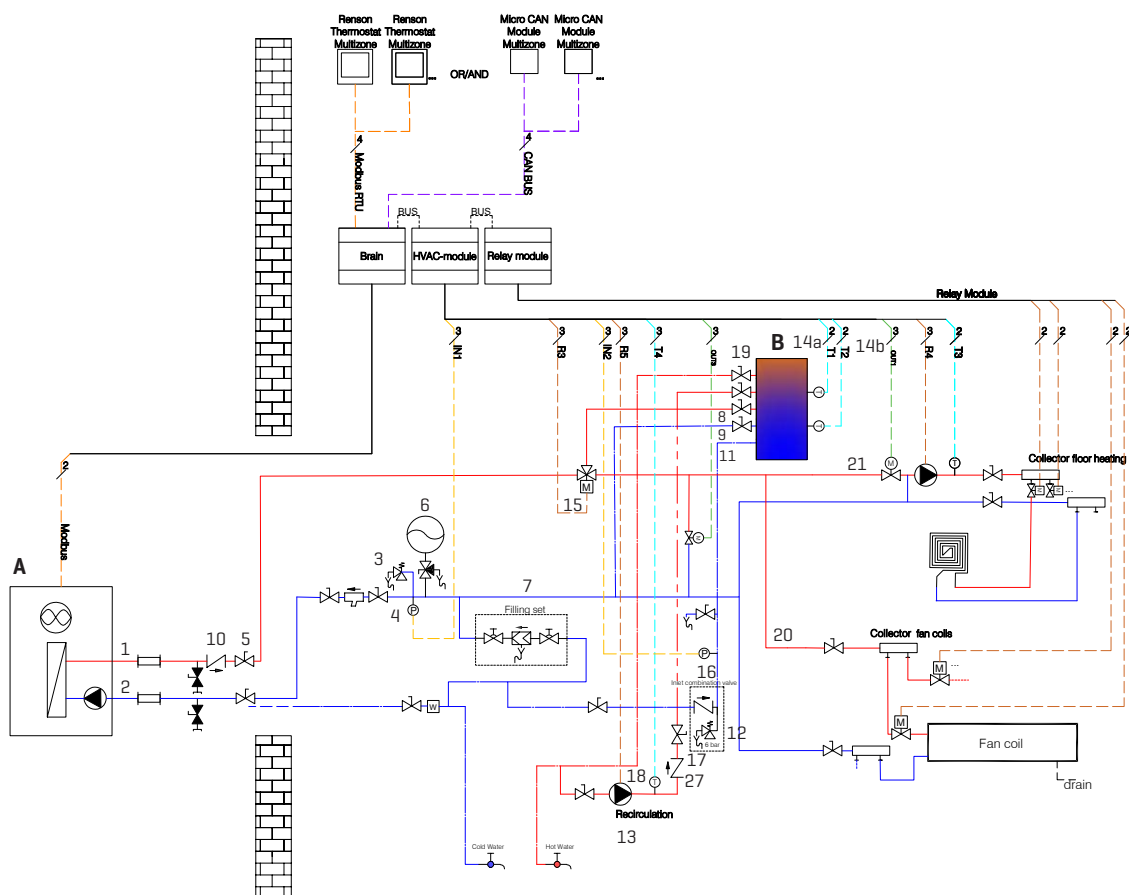 Renson
Thermostat
Multizone
Renson
Thermostat
Multizone
...
OR/AND
Micro CAN
Module
Multizone
Micro CAN
Module
Multizone
...
4
Modbus RTU
4
CAN BUS
BUS
BUS
Brain
HVAC-module
Relay module
Relay Module
3
IN1
3
R3
3
IN2
3
R5
3
T4
3
OUT3
19
14a
2
T1
2
T2
B
14b
3
OUT1
3
R4
2
T3
2
2
2
2
T
8
T
9
11
2
Modbus
15
M
21
M
T
Collector floor heating
...
A
6
3
4
P
7
Filling set
1
10
5
2
W
P
16
Inlet combination valve
12
6 bar
17
18
T
27
Recirculation
13
20
Collector fan coils
M
...
M
Fan coil
drain
Cold Water
Hot Water